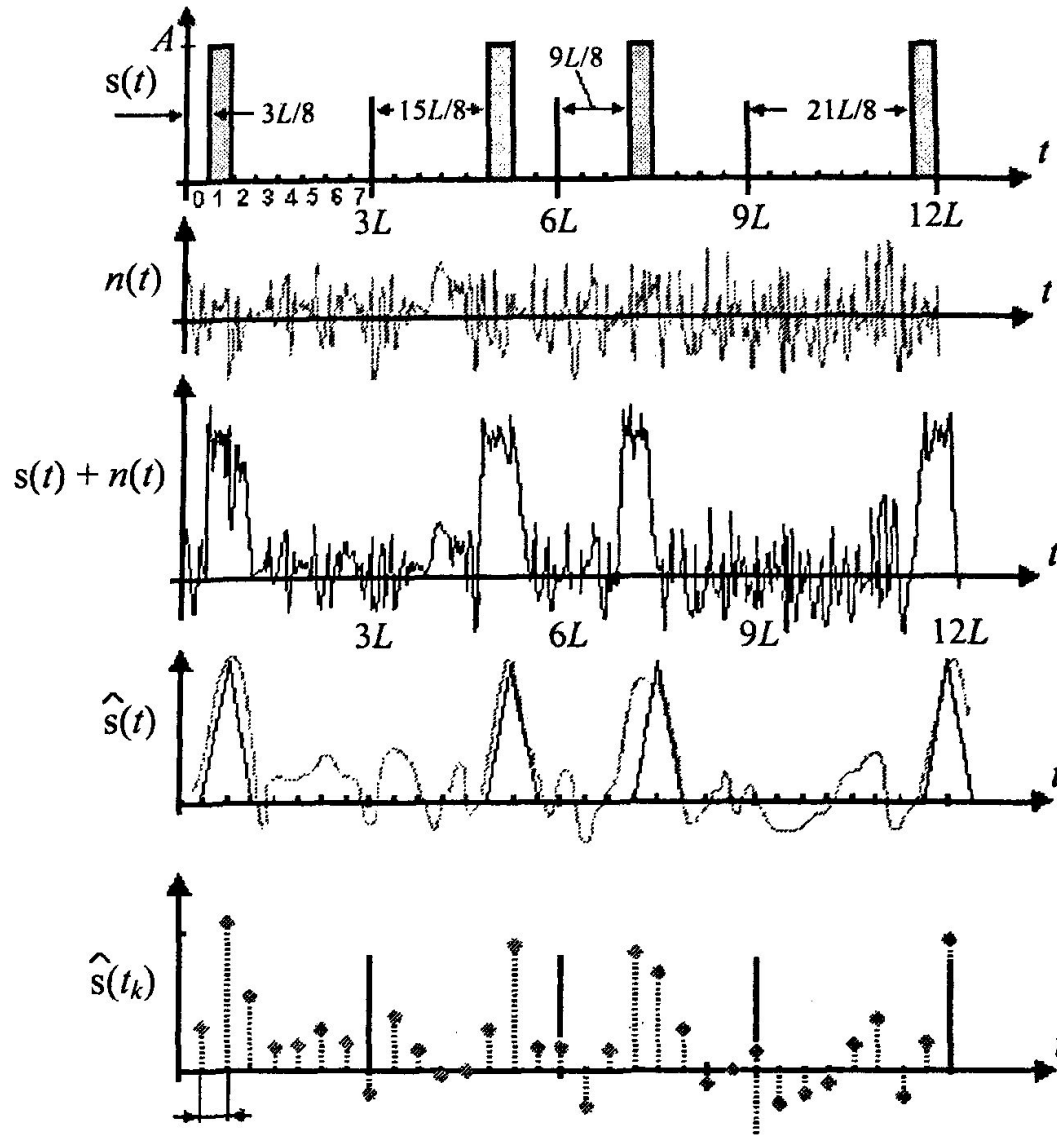 A
s(t)
3L/8
15L/8
9L/8
21L/8
t
0 1 2 3 4 5 6 7
3L
6L
9L
12L
n(t)
t
s(t) + n(t)
t
3L
6L
9L
12L
ŝ(t)
t
ŝ(tₖ)
t